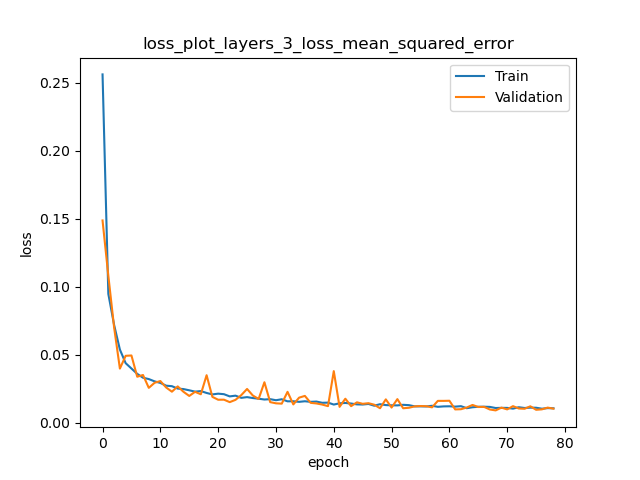 loss_plot_layers_3_loss_mean_squared_error
Train
Validation
0.25
0.20
0.15
0.10
0.05
0.00
loss
0 10 20 30 40 50 60 70 80
epoch